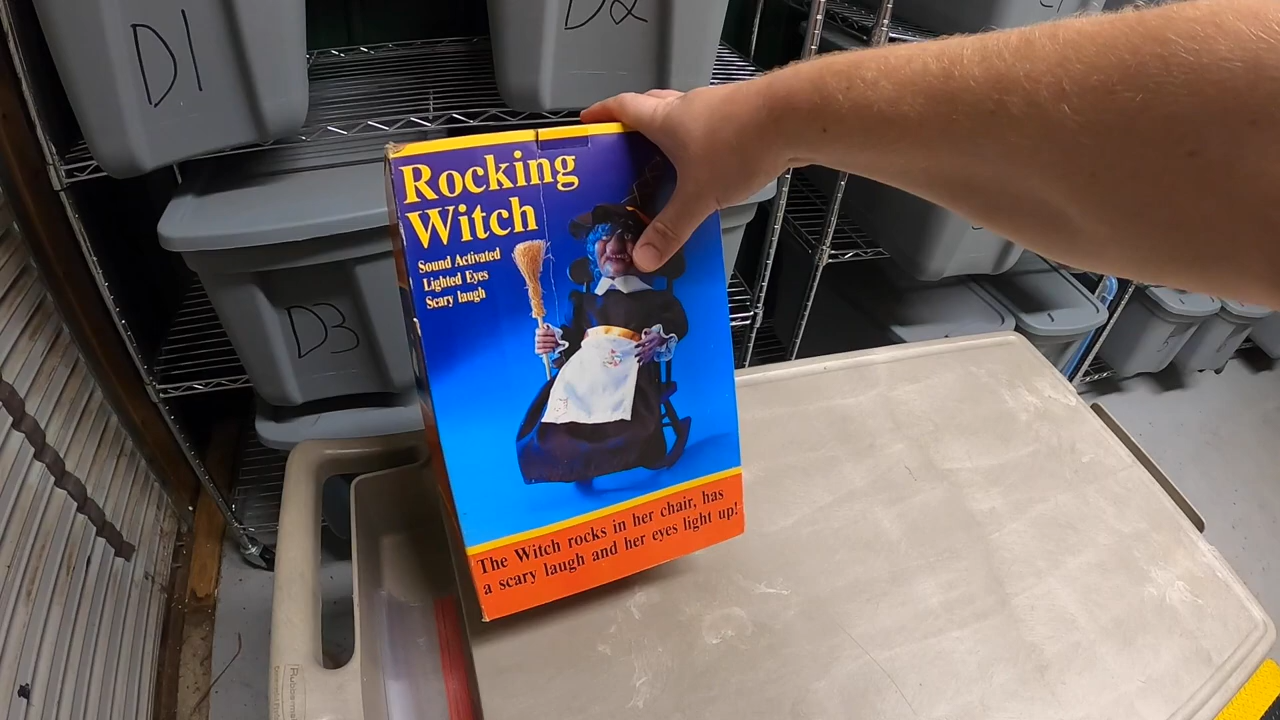 D1
D2
Rocking
Witch
Sound Activated
Lighted Eyes
Scary laugh
D3
The Witch rocks in her chair, has
a scary laugh and her eyes light up!
Rubbermaid